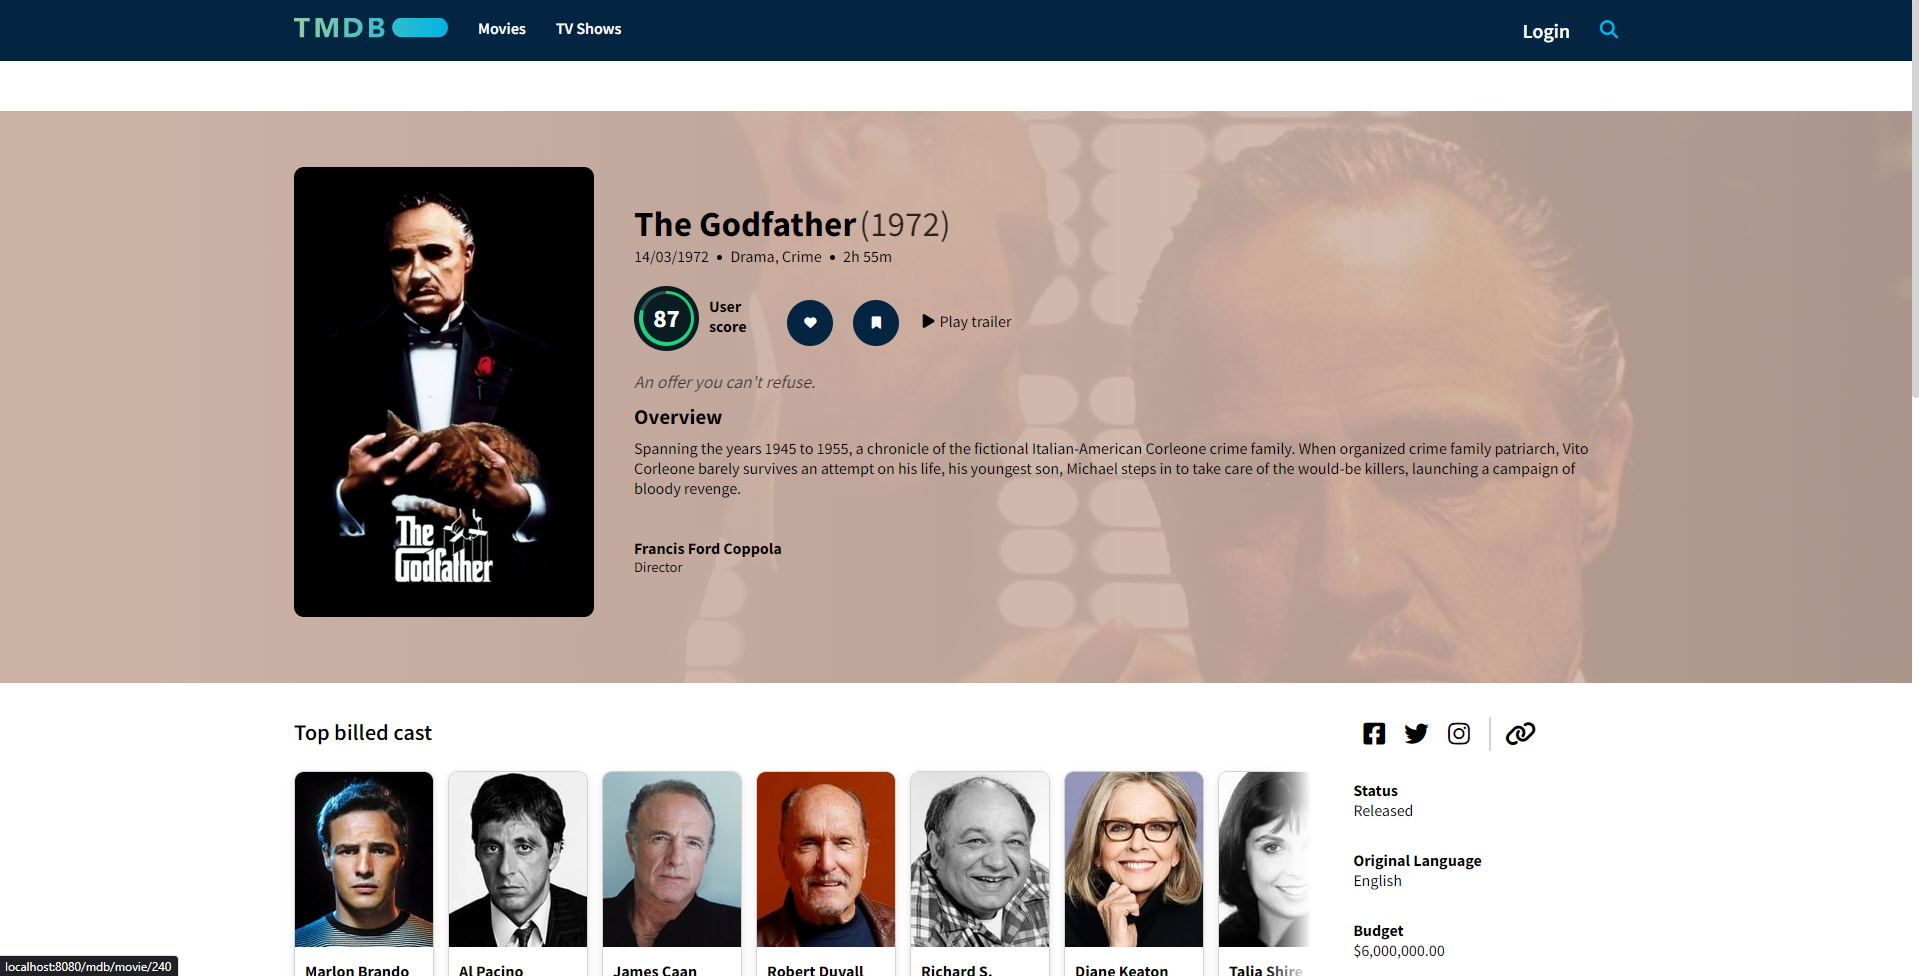 TMDB
Movies
TV Shows
Login
The Godfather (1972)
14/03/1972 • Drama, Crime • 2h 55m
87
User
score
Play trailer
An offer you can't refuse.
Overview
Spanning the years 1945 to 1955, a chronicle of the fictional Italian-American Corleone crime family. When organized crime family patriarch, Vito
Corleone barely survives an attempt on his life, his youngest son, Michael steps in to take care of the would-be killers, launching a campaign of
bloody revenge.
Francis Ford Coppola
Director
The
Godfather
Top billed cast
Marlon Brando
Al Pacino
James Caan
Robert Duvall
Richard S.
Diane Keaton
Talia Shire
Status
Released
Original Language
English
Budget
$6,000,000.00
localhost:8080/mdb/movie/240